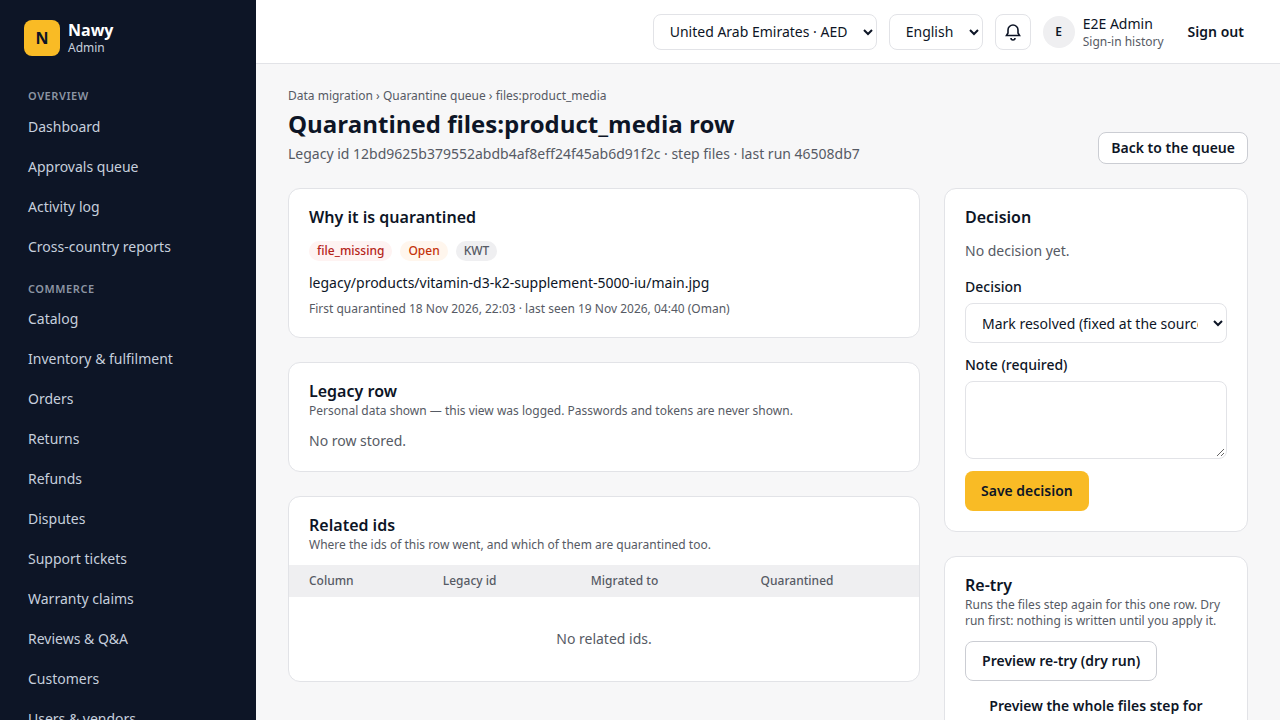 N
Nawy
Admin
OVERVIEW
Dashboard
Approvals queue
Activity log
Cross-country reports
COMMERCE
Catalog
Inventory & fulfilment
Orders
Returns
Refunds
Disputes
Support tickets
Warranty claims
Reviews & Q&A
Customers
Users & vendors
United Arab Emirates · AED
English
E
E2E Admin
Sign-in history
Sign out
Data migration › Quarantine queue › files:product_media
Quarantined files:product_media row
Legacy id 12bd9625b379552abdb4af8eff24f45ab6d91f2c · step files · last run 46508db7
Back to the queue
Why it is quarantined
file_missing Open KWT
legacy/products/vitamin-d3-k2-supplement-5000-iu/main.jpg
First quarantined 18 Nov 2026, 22:03 · last seen 19 Nov 2026, 04:40 (Oman)
Legacy row
Personal data shown — this view was logged. Passwords and tokens are never shown.
No row stored.
Related ids
Where the ids of this row went, and which of them are quarantined too.
Column Legacy id Migrated to Quarantined
No related ids.
Decision
No decision yet.
Decision
Mark resolved (fixed at the sourc
Note (required)
Save decision
Re-try
Runs the files step again for this one row. Dry
run first: nothing is written until you apply it.
Preview re-try (dry run)
Preview the whole files step for